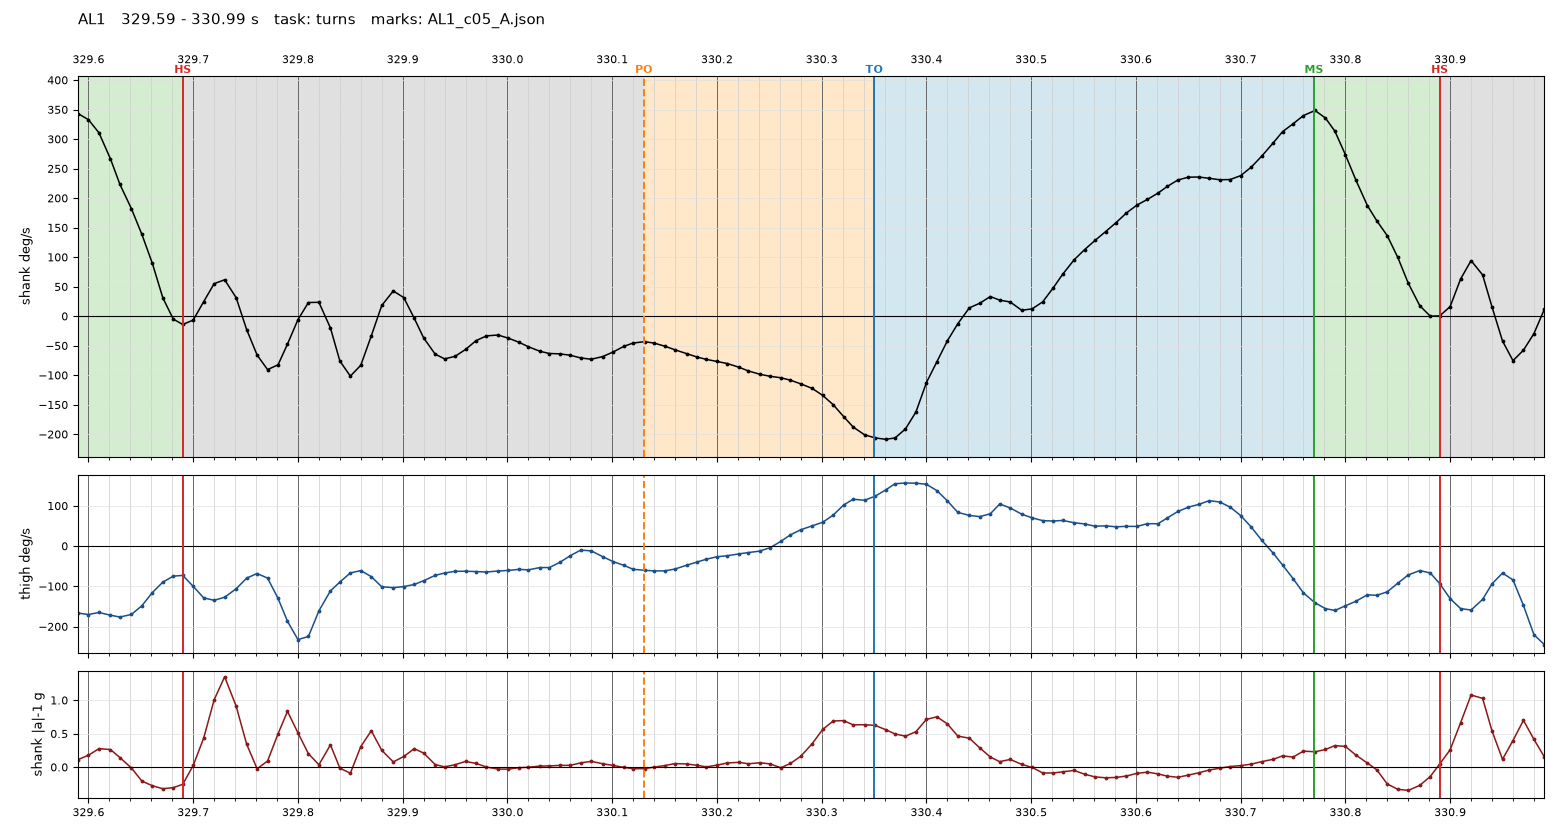 AL1   329.59 - 330.99 s   task: turns   marks: AL1_c05_A.json
329.6 329.7 329.8 329.9 330.0 330.1 330.2 330.3 330.4 330.5 330.6 330.7 330.8 330.9
HS PO TO MS HS
400
350
300
250
200
150
100
50
0
−50
−100
−150
−200
shank deg/s
100
0
−100
−200
thigh deg/s
1.0
0.5
0.0
shank |a|-1 g
329.6 329.7 329.8 329.9 330.0 330.1 330.2 330.3 330.4 330.5 330.6 330.7 330.8 330.9